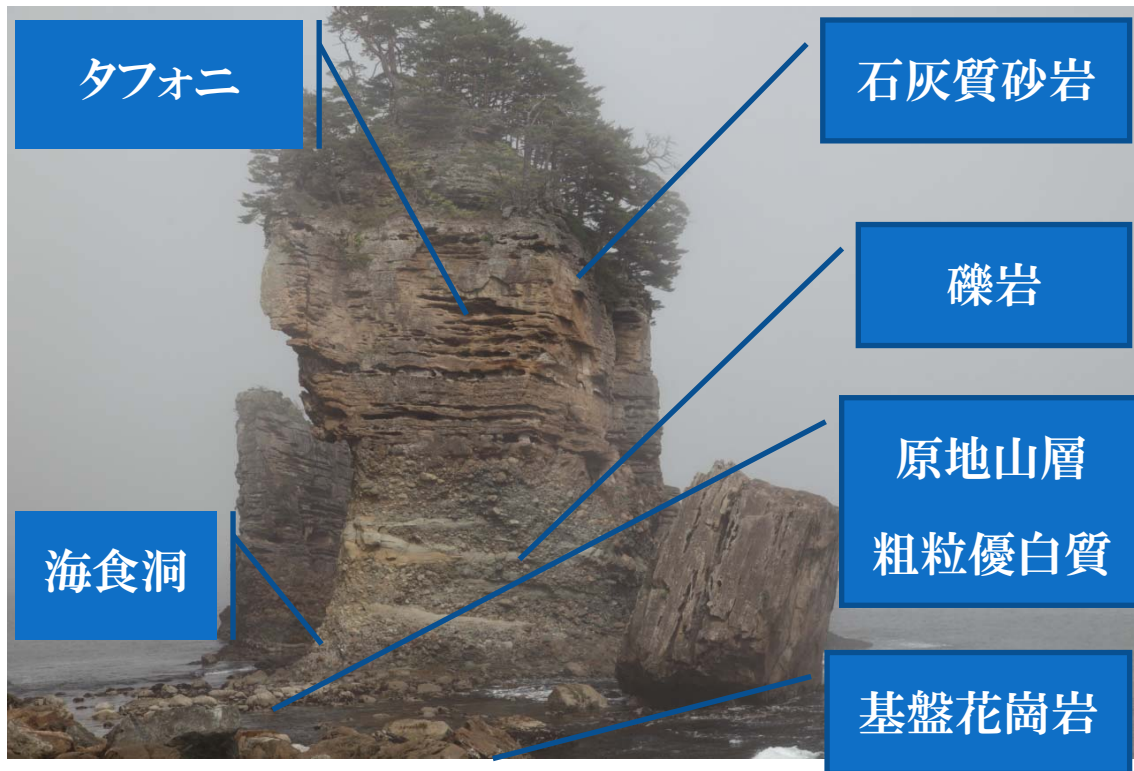 タフォニ
石灰質砂岩
礫岩
原地山層
粗粒優白質
海食洞
基盤花崗岩